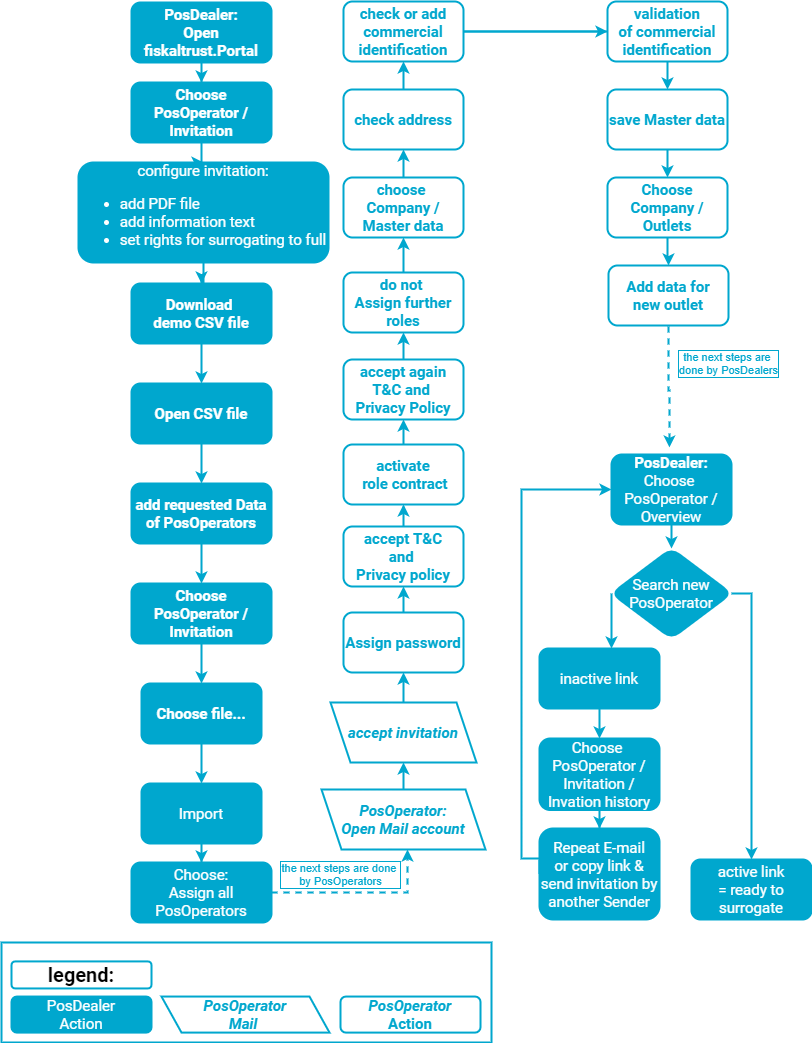 PosDealer:
Open
fiskaltrust.Portal
Choose
PosOperator /
Invitation
configure invitation:
• add PDF file
• add information text
• set rights for surrogating to full
Download
demo CSV file
Open CSV file
add requested Data
of PosOperators
Choose
PosOperator /
Invitation
Choose file...
Import
Choose:
Assign all
PosOperators
the next steps are done
by PosOperators
PosOperator:
Open Mail account
accept invitation
Assign password
accept T&C
and
Privacy policy
activate
role contract
accept again
T&C and
Privacy Policy
do not
Assign further
roles
choose
Company /
Master data
check address
check or add
commercial
identification
validation
of commercial
identification
save Master data
Choose
Company /
Outlets
Add data for
new outlet
the next steps are
done by PosDealers
PosDealer:
Choose
PosOperator /
Overview
Search new
PosOperator
inactive link
Choose
PosOperator /
Invitation /
Invation history
Repeat E-mail
or copy link &
send invitation by
another Sender
active link
= ready to
surrogate
legend:
PosDealer
Action
PosOperator
Mail
PosOperator
Action